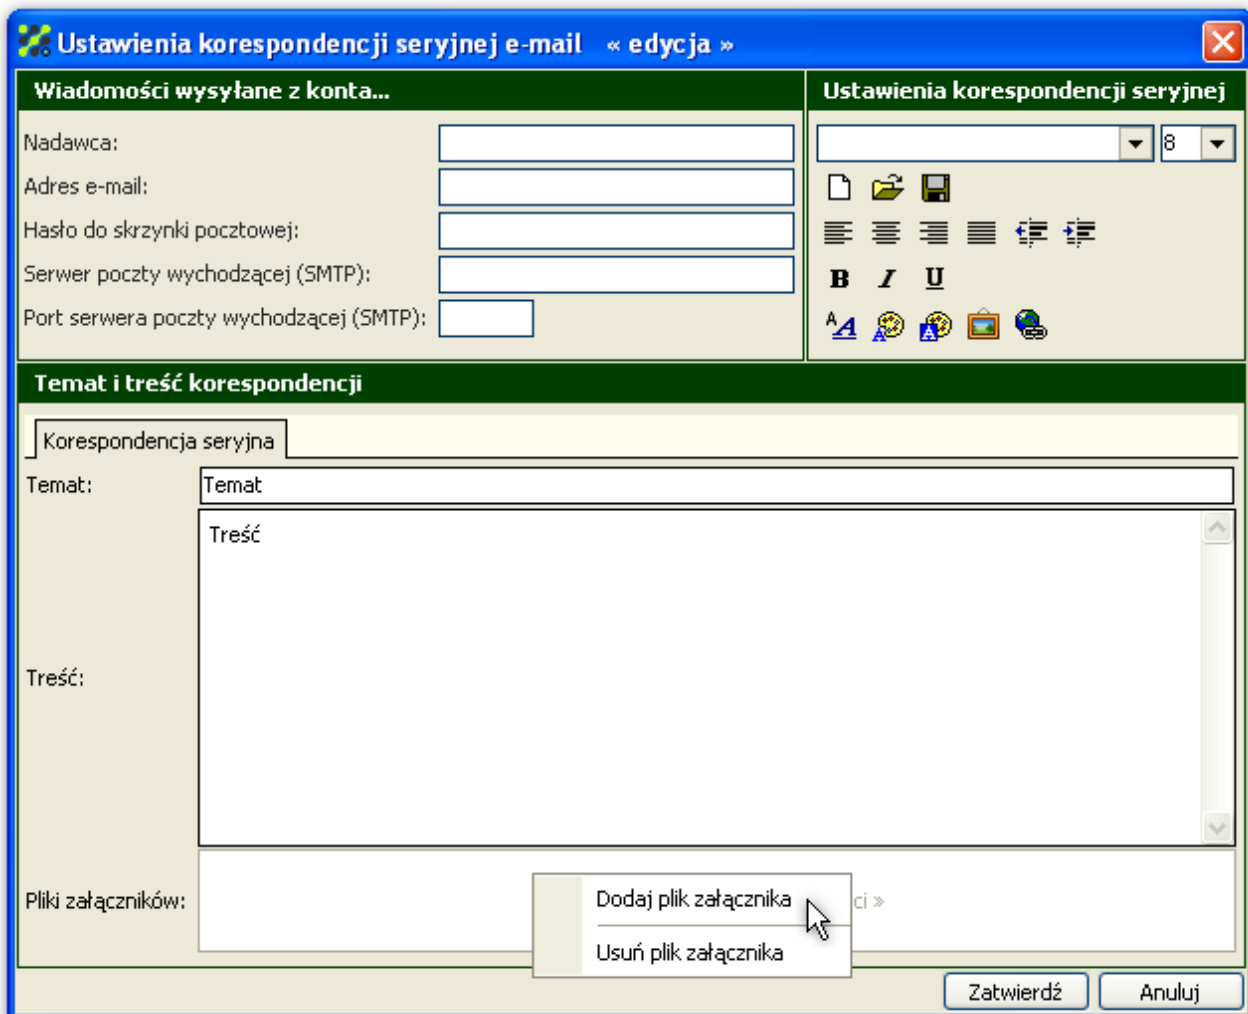 Ustawienia korespondencji seryjnej e-mail « edycja »
Wiadomości wysyłane z konta...
Ustawienia korespondencji seryjnej
Nadawca:
8
Adres e-mail:
Hasło do skrzynki pocztowej:
Serwer poczty wychodzącej (SMTP):
B I U
Port serwera poczty wychodzącej (SMTP):
Temat i treść korespondencji
Korespondencja seryjna
Temat: Temat
Treść
Treść:
Pliki załączników:
Dodaj plik załącznika
ci »
Usuń plik załącznika
Zatwierdź Anuluj